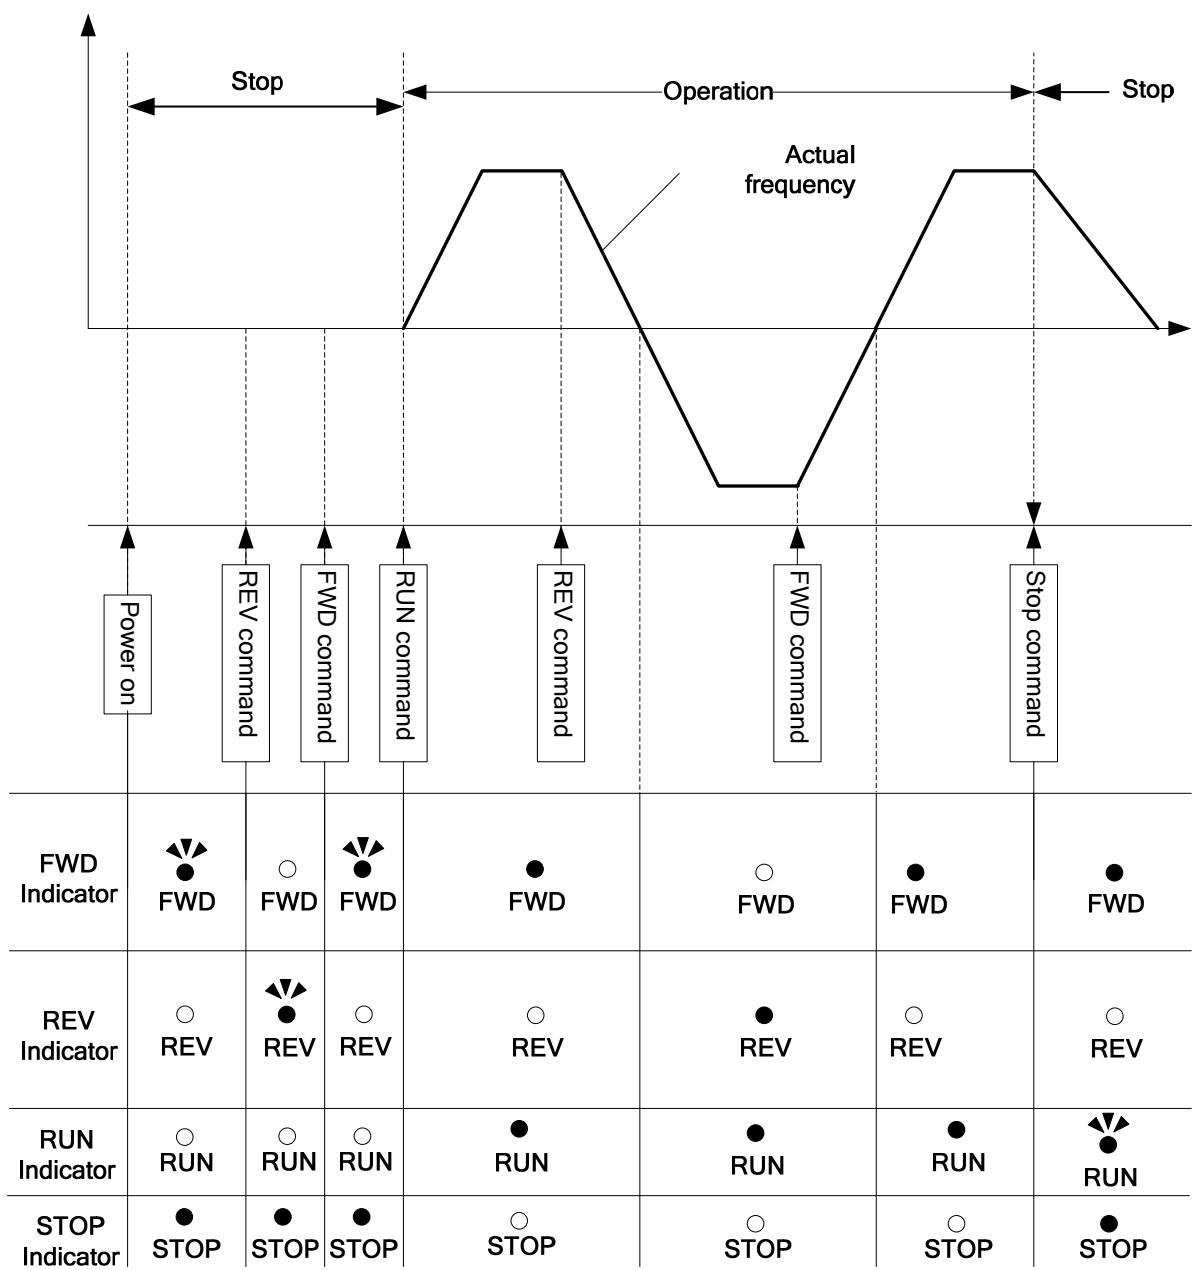 Stop
Operation
Stop
Actual
frequency
Power on
REV command
FWD command
RUN command
REV command
FWD command
Stop command
FWD
Indicator
FWD
FWD
FWD
FWD
FWD
FWD
FWD
REV
Indicator
REV
REV
REV
REV
REV
REV
REV
RUN
Indicator
RUN
RUN
RUN
RUN
RUN
RUN
RUN
STOP
Indicator
STOP
STOP
STOP
STOP
STOP
STOP
STOP